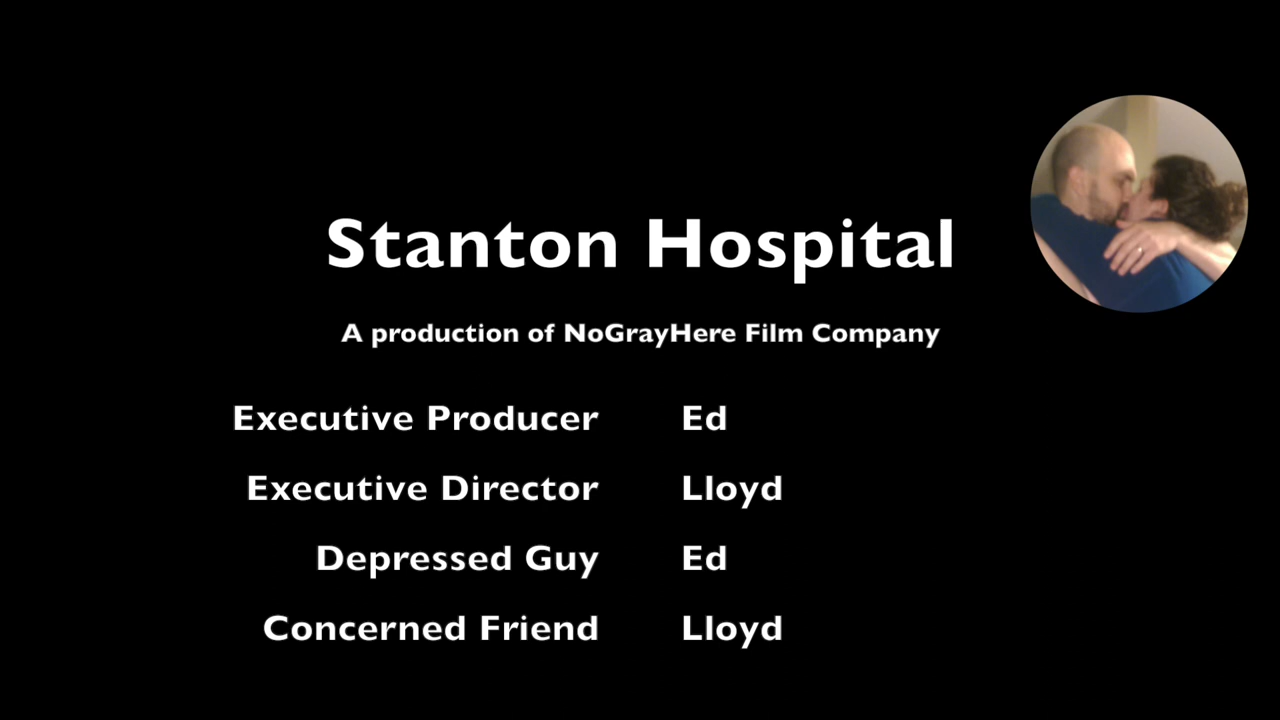 Stanton Hospital
A production of NoGrayHere Film Company
Executive Producer Ed
Executive Director Lloyd
Depressed Guy Ed
Concerned Friend Lloyd